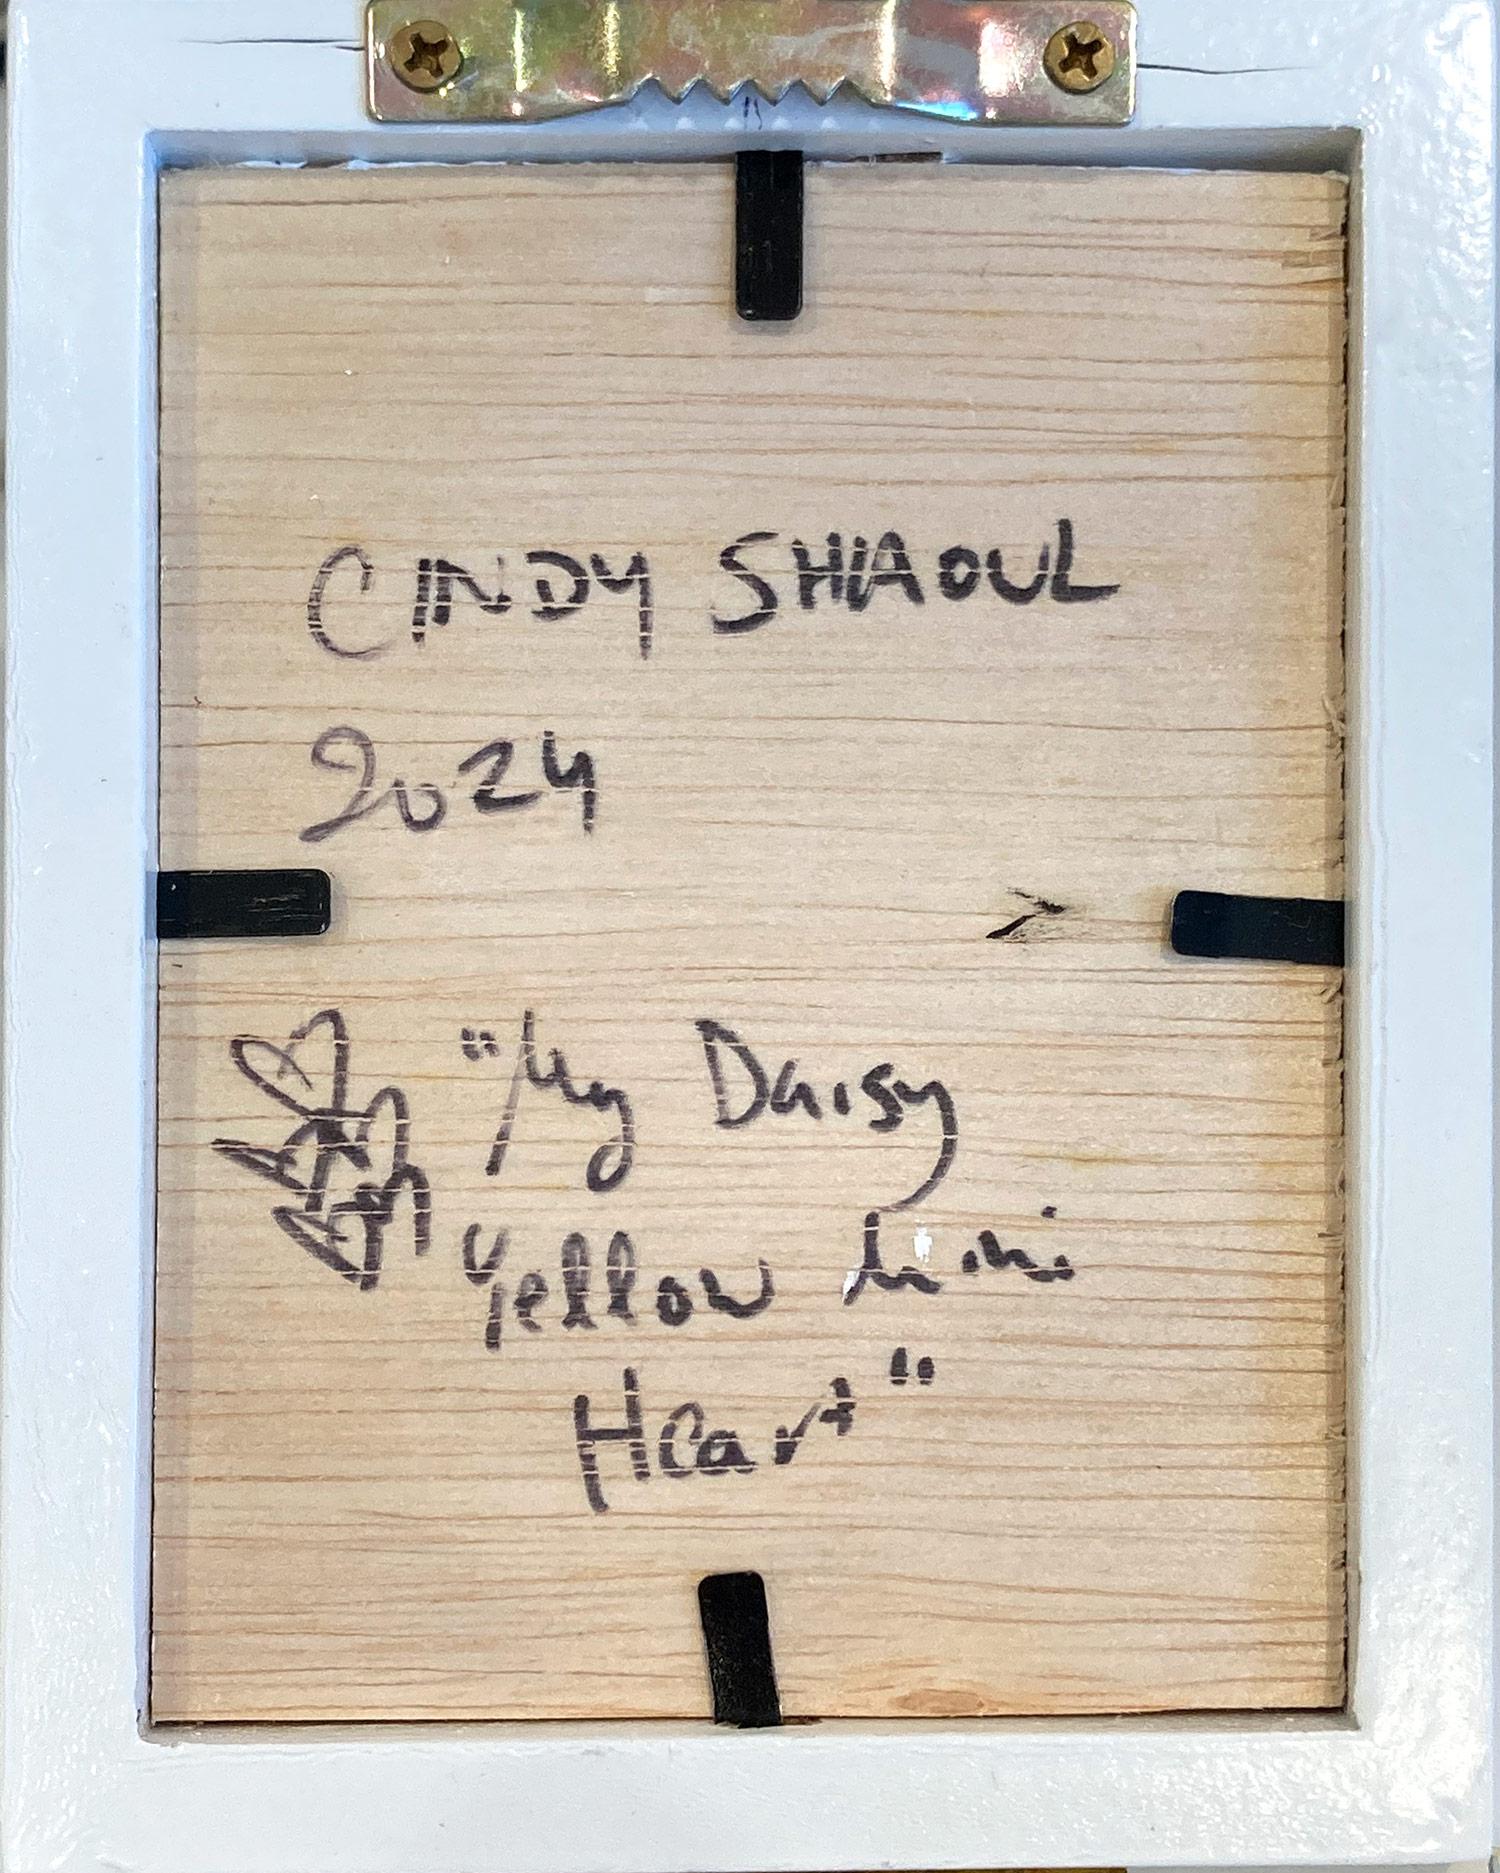 CINDY SHIAOUL
2024
"My Daisy
Yellow Mini
Heart"